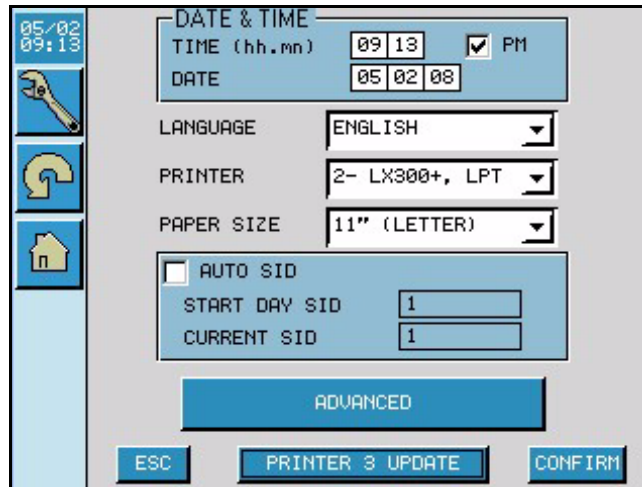 05/02
09:13
DATE & TIME
TIME (hh.mn) 09 13 PM
DATE 05 02 08
LANGUAGE ENGLISH
PRINTER 2- LX300+, LPT
PAPER SIZE 11" (LETTER)
AUTO SID
START DAY SID 1
CURRENT SID 1
ADVANCED
ESC PRINTER 3 UPDATE CONFIRM